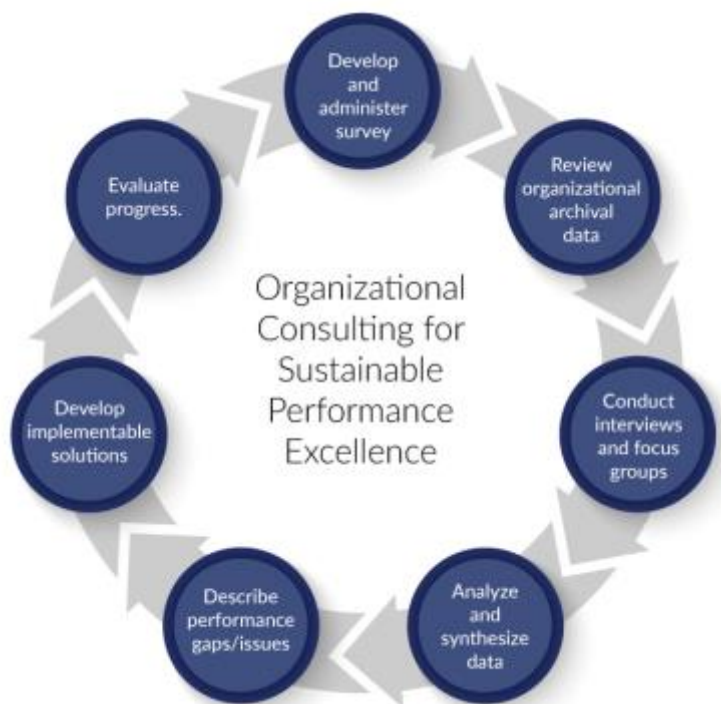 Develop
and
administer
survey
Review
organizational
archival
data
Conduct
interviews
and focus
groups
Analyze
and
synthesize
data
Describe
performance
gaps/issues
Develop
implementable
solutions
Evaluate
progress.
Organizational
Consulting for
Sustainable
Performance
Excellence